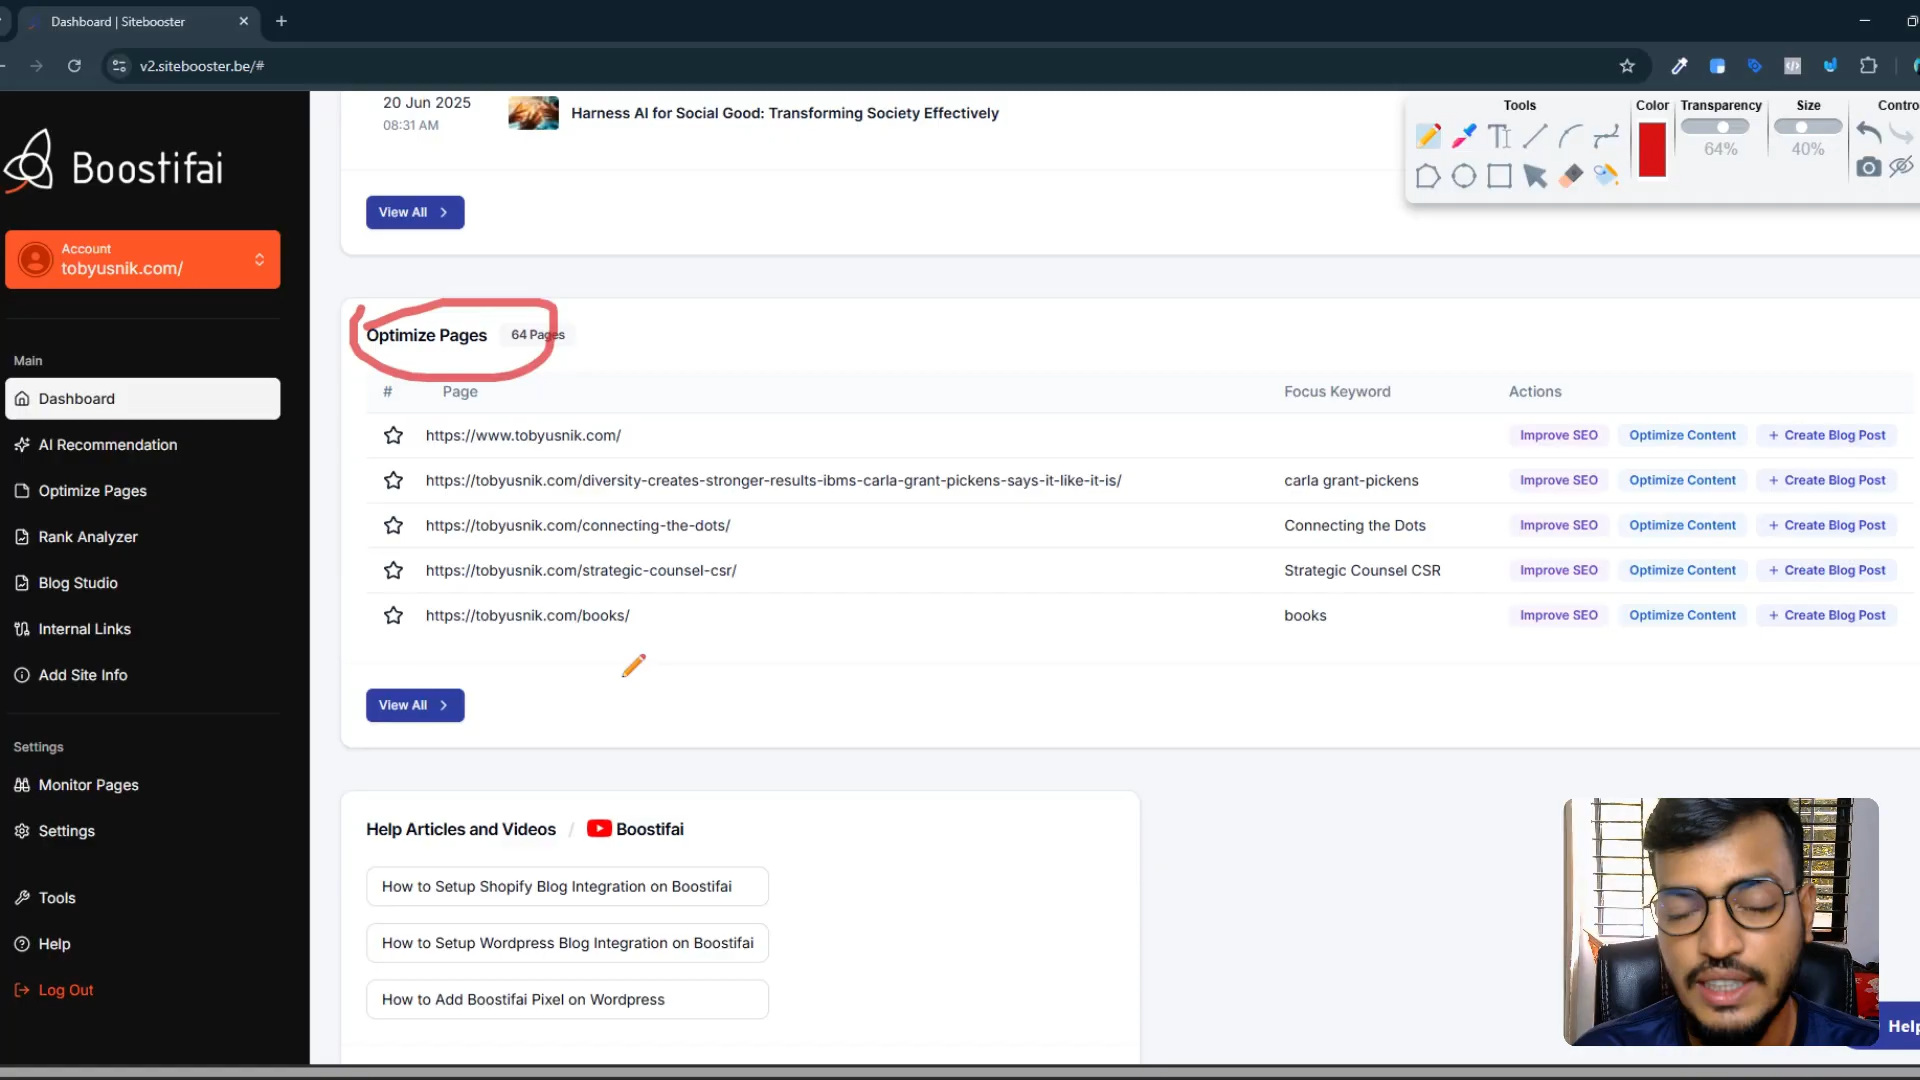 Dashboard | Sitebooster
v2.sitebooster.be/#
Boostifai
Account
tobyusnik.com/
Main
Dashboard
AI Recommendation
Optimize Pages
Rank Analyzer
Blog Studio
Internal Links
Add Site Info
Settings
Monitor Pages
Settings
Tools
Help
Log Out
20 Jun 2025
08:31 AM
Harness AI for Social Good: Transforming Society Effectively
View All
Tools
Color
Transparency
Size
Contro
64%
40%
Optimize Pages
64 Pages
# Page Focus Keyword Actions
https://www.tobyusnik.com/ Improve SEO Optimize Content + Create Blog Post
https://tobyusnik.com/diversity-creates-stronger-results-ibms-carla-grant-pickens-says-it-like-it-is/ carla grant-pickens Improve SEO Optimize Content + Create Blog Post
https://tobyusnik.com/connecting-the-dots/ Connecting the Dots Improve SEO Optimize Content + Create Blog Post
https://tobyusnik.com/strategic-counsel-csr/ Strategic Counsel CSR Improve SEO Optimize Content + Create Blog Post
https://tobyusnik.com/books/ books Improve SEO Optimize Content + Create Blog Post
View All
Help Articles and Videos / Boostifai
How to Setup Shopify Blog Integration on Boostifai
How to Setup Wordpress Blog Integration on Boostifai
How to Add Boostifai Pixel on Wordpress
Help